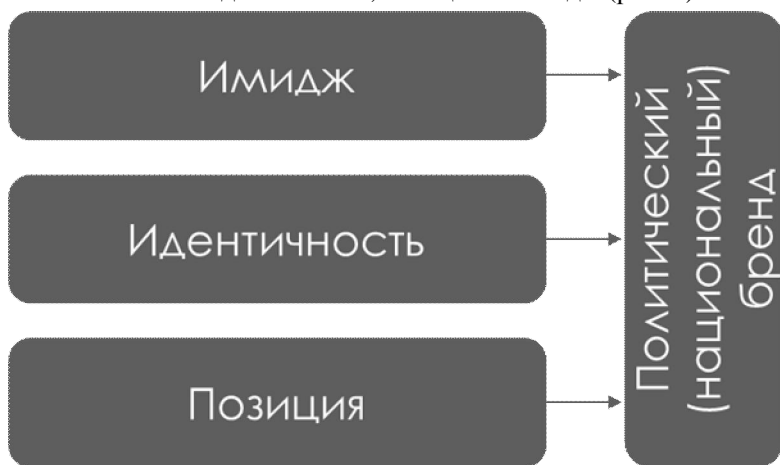 Имидж
Идентичность
Позиция
Политический
(национальный)
бренд